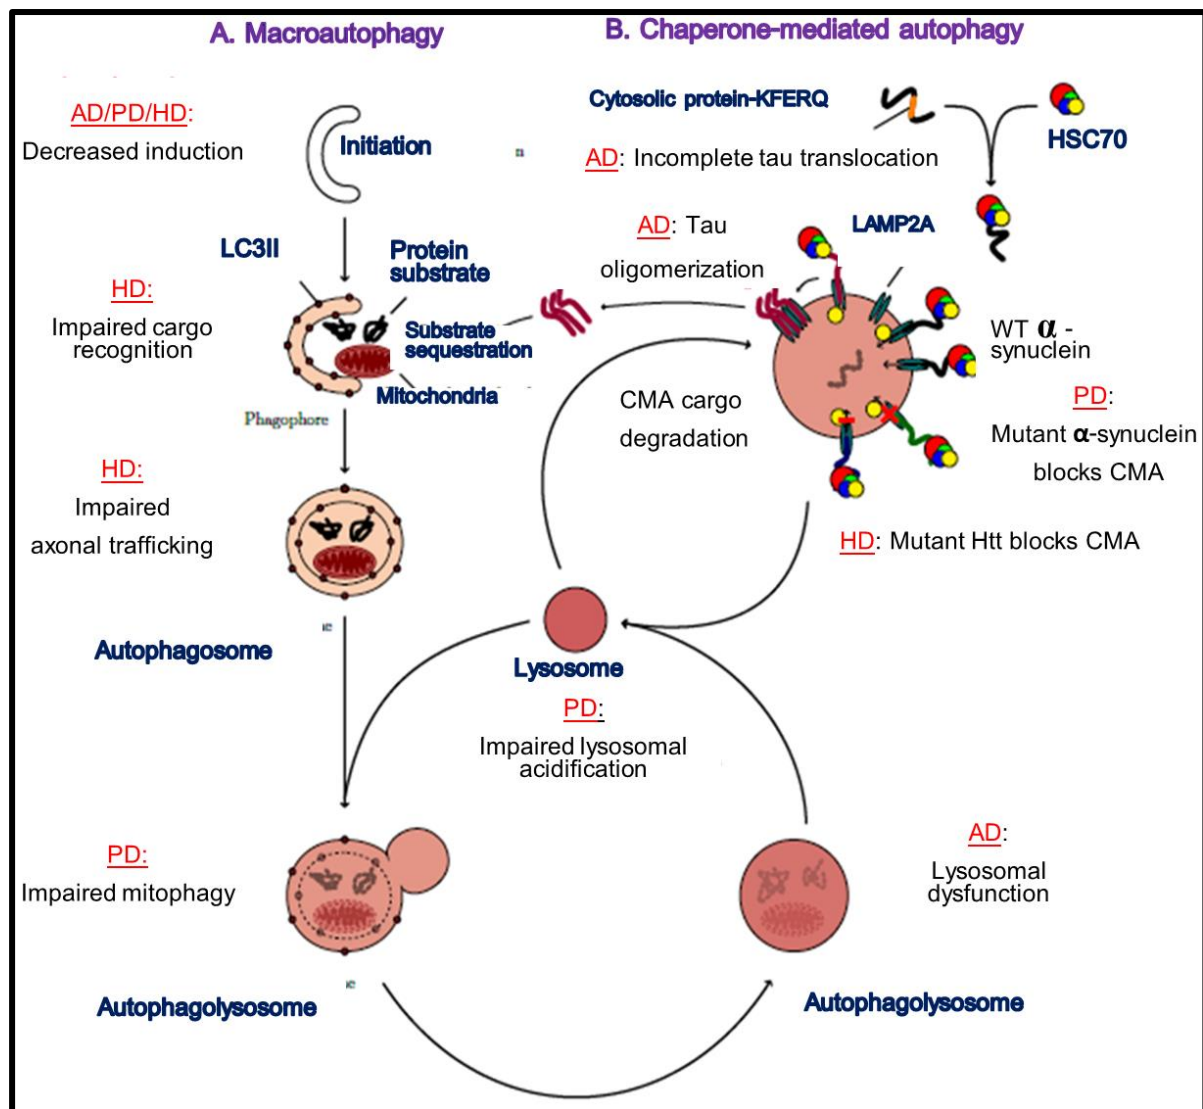 A. Macroautophagy
B. Chaperone-mediated autophagy
AD/PD/HD:
Decreased induction
Initiation
Cytosolic protein-KFERQ
HSC70
AD: Incomplete tau translocation
LC3II
Protein
substrate
AD: Tau
oligomerization
LAMP2A
HD:
Impaired cargo
recognition
Substrate
sequestration
Mitochondria
Phagophore
WT α -
synuclein
CMA cargo
degradation
PD:
Mutant α-synuclein
blocks CMA
HD:
Impaired
axonal trafficking
HD: Mutant Htt blocks CMA
Autophagosome
Lysosome
PD:
Impaired lysosomal
acidification
PD:
Impaired mitophagy
AD:
Lysosomal
dysfunction
Autophagolysosome
Autophagolysosome